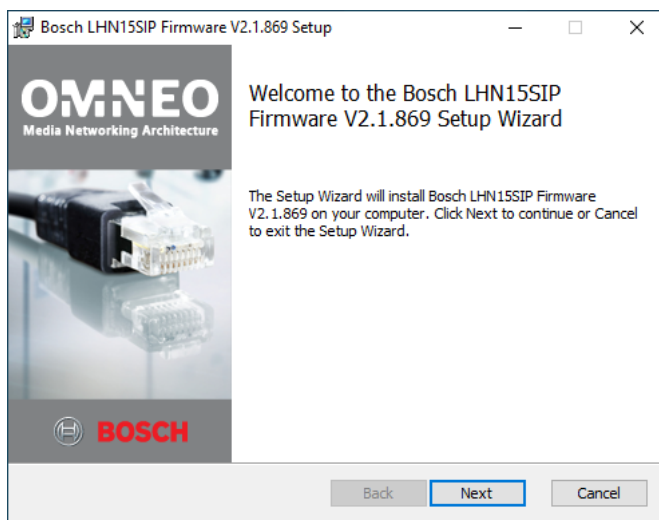 Bosch LHN15SIP Firmware V2.1.869 Setup
OMNEO
Media Networking Architecture
Welcome to the Bosch LHN15SIP
Firmware V2.1.869 Setup Wizard
The Setup Wizard will install Bosch LHN15SIP Firmware
V2.1.869 on your computer. Click Next to continue or Cancel
to exit the Setup Wizard.
BOSCH
Back
Next
Cancel